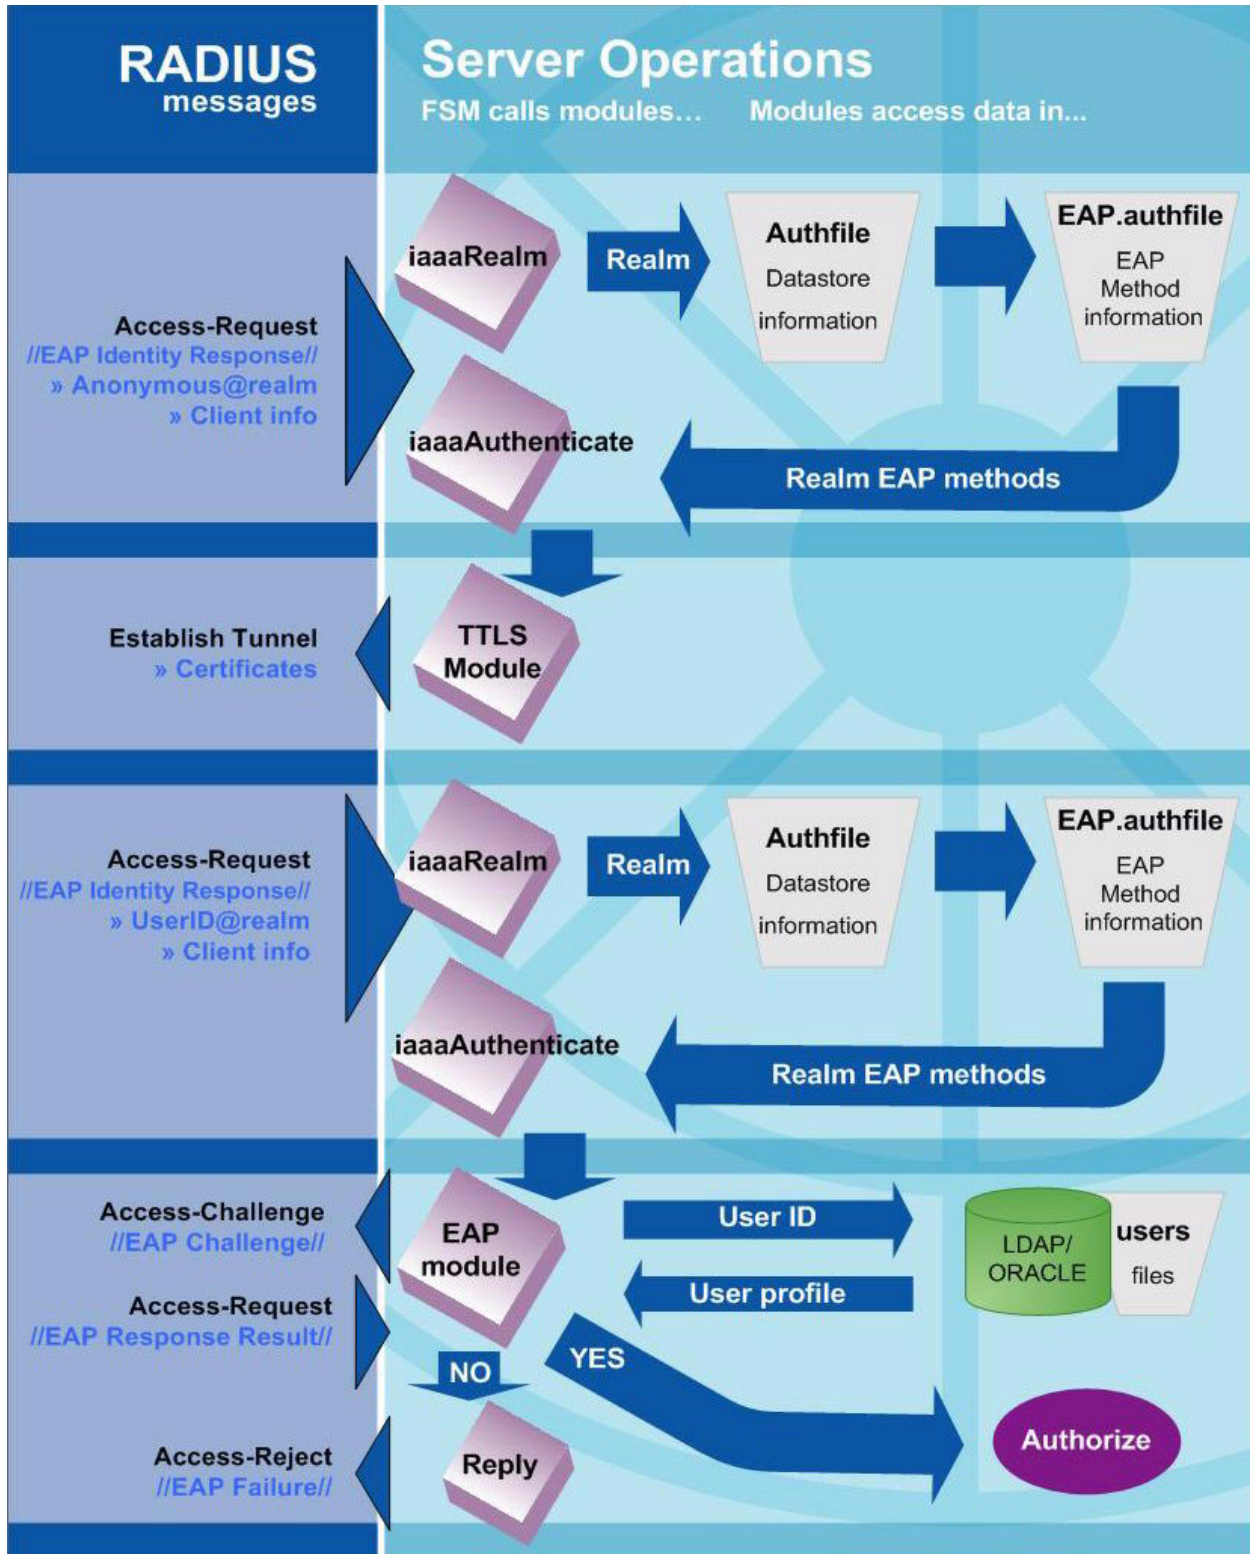 RADIUS
messages
Server Operations
FSM calls modules…
Modules access data in...
Access-Request
//EAP Identity Response//
» Anonymous@realm
» Client info
iaaaRealm
Realm
Authfile
Datastore
information
EAP.authfile
EAP
Method
information
iaaaAuthenticate
Realm EAP methods
Establish Tunnel
» Certificates
TTLS
Module
Access-Request
//EAP Identity Response//
» UserID@realm
» Client info
iaaaRealm
Realm
Authfile
Datastore
information
EAP.authfile
EAP
Method
information
iaaaAuthenticate
Realm EAP methods
Access-Challenge
//EAP Challenge//
Access-Request
//EAP Response Result//
EAP
module
User ID
User profile
LDAP/
ORACLE
users
files
NO
YES
Access-Reject
//EAP Failure//
Reply
Authorize